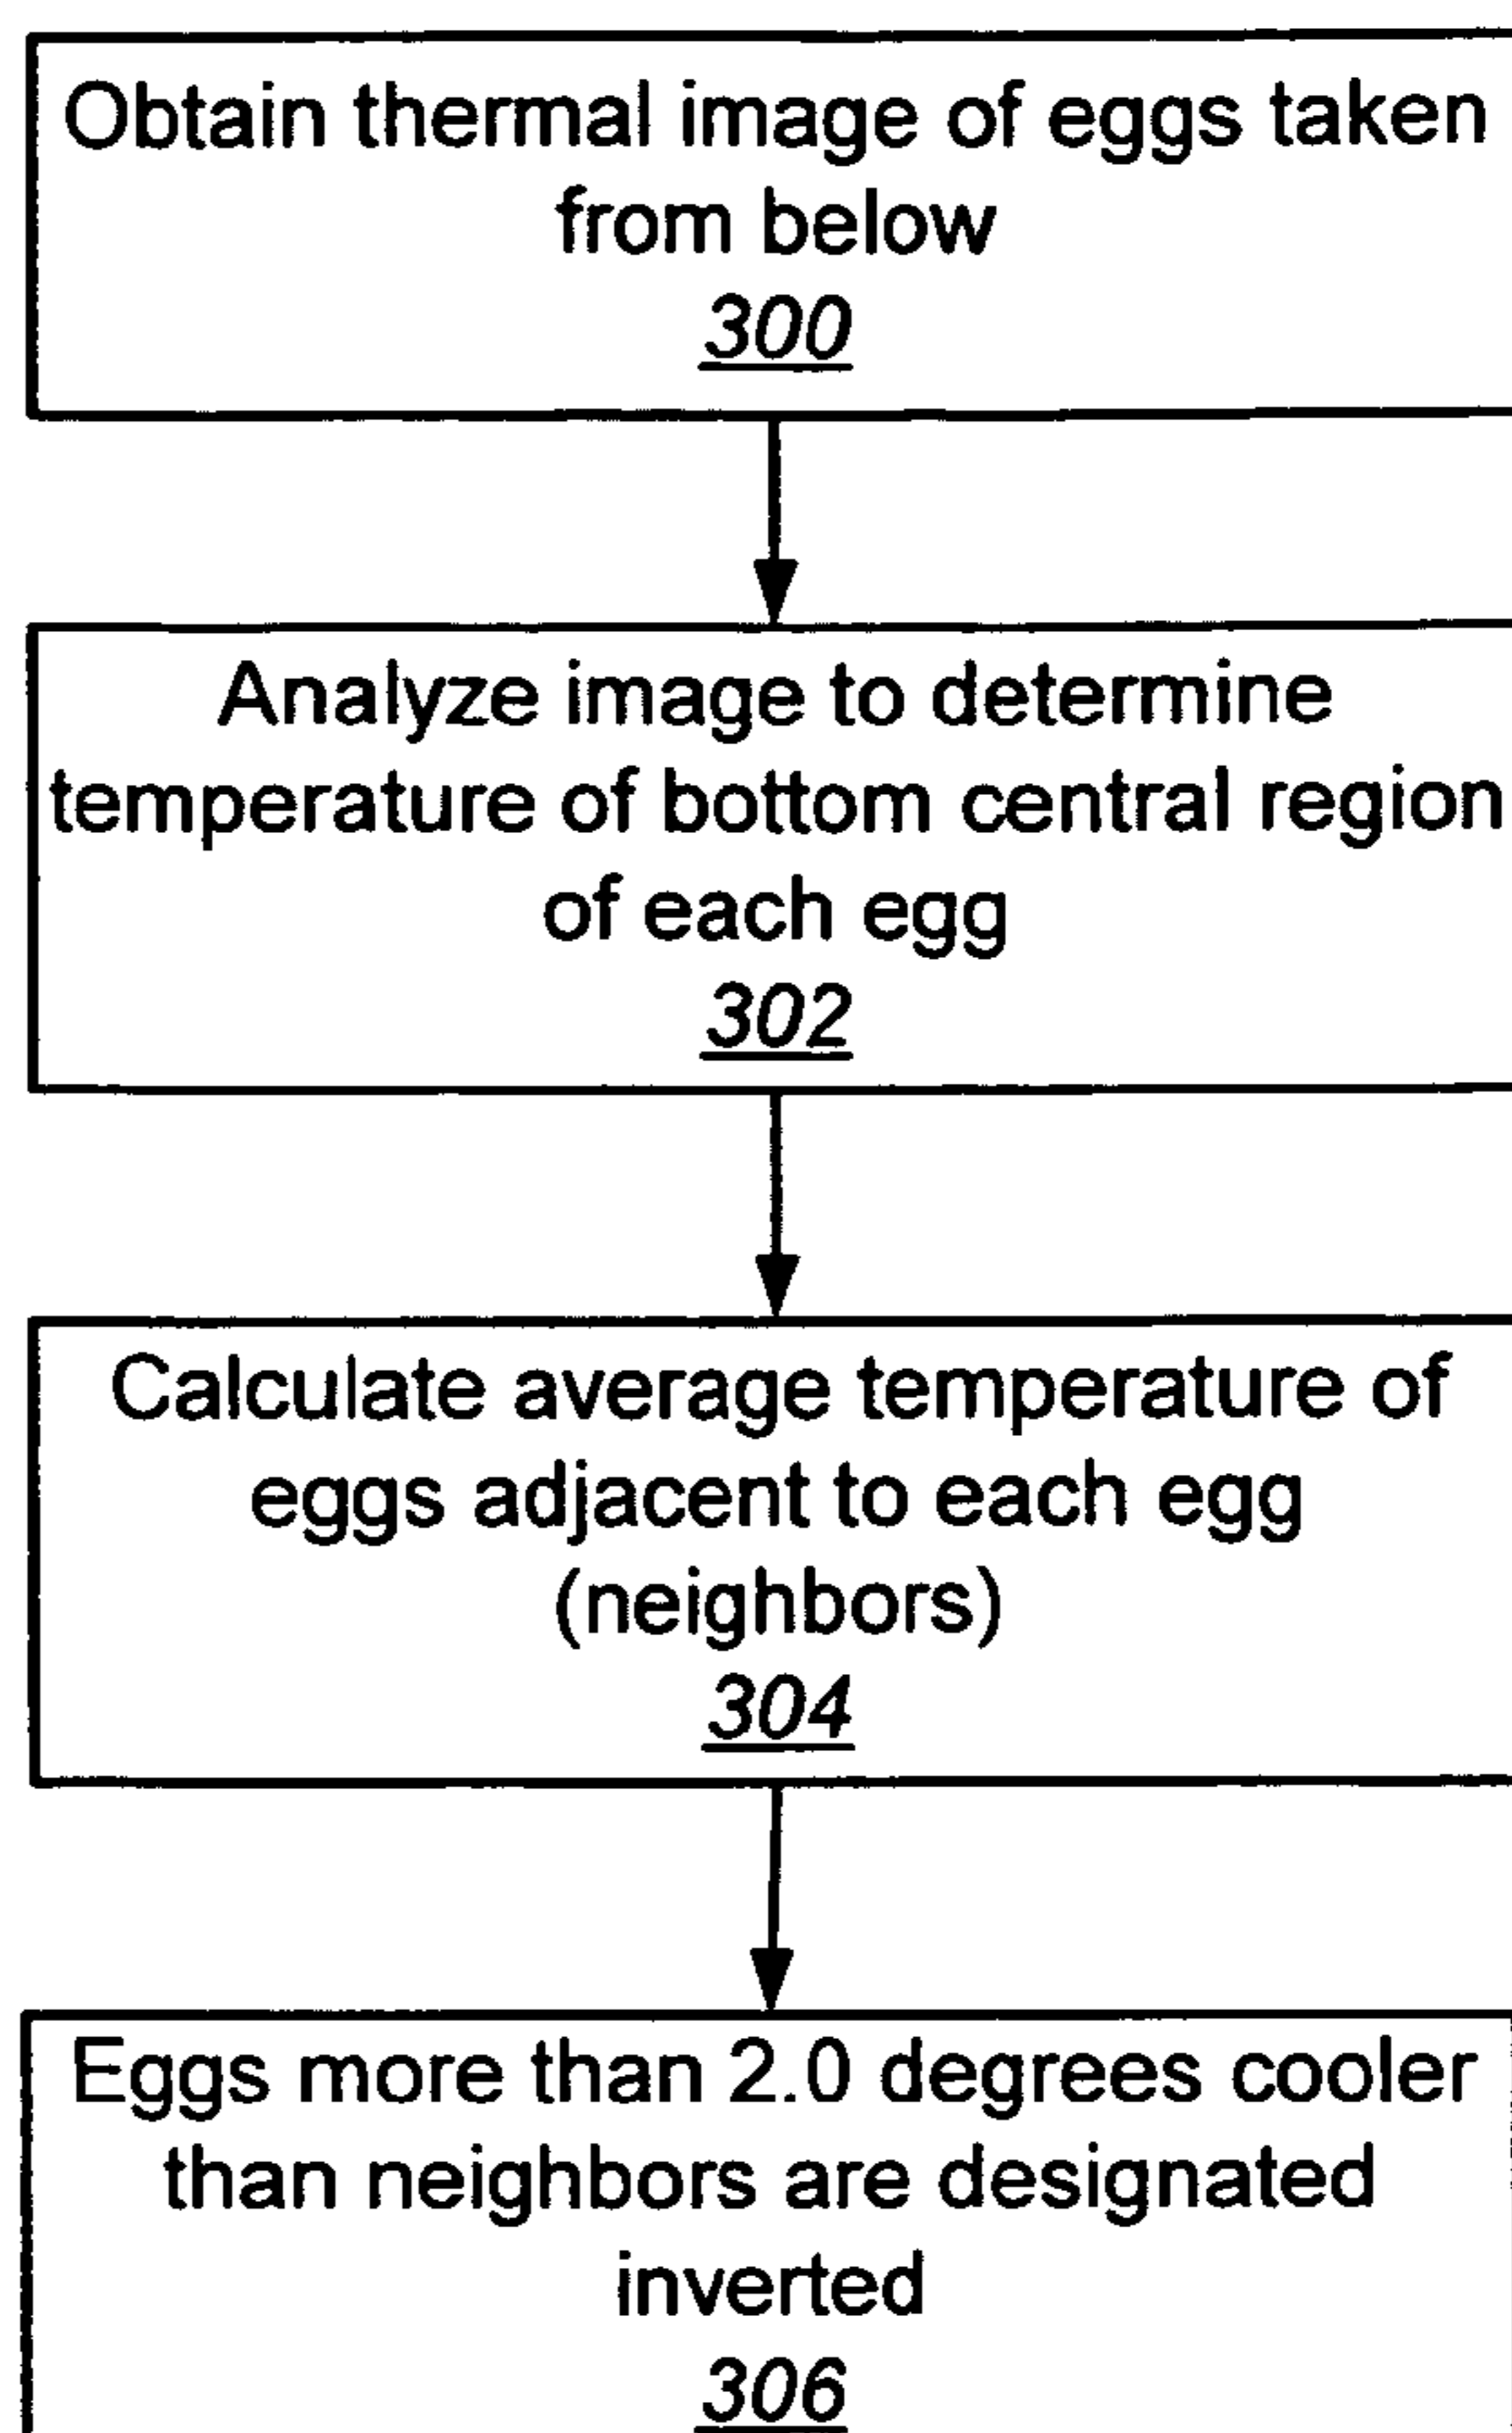 Obtain thermal image of eggs taken
from below
300
Analyze image to determine
temperature of bottom central region
of each egg
302
Calculate average temperature of
eggs adjacent to each egg
(neighbors)
304
Eggs more than 2.0 degrees cooler
than neighbors are designated
inverted
306